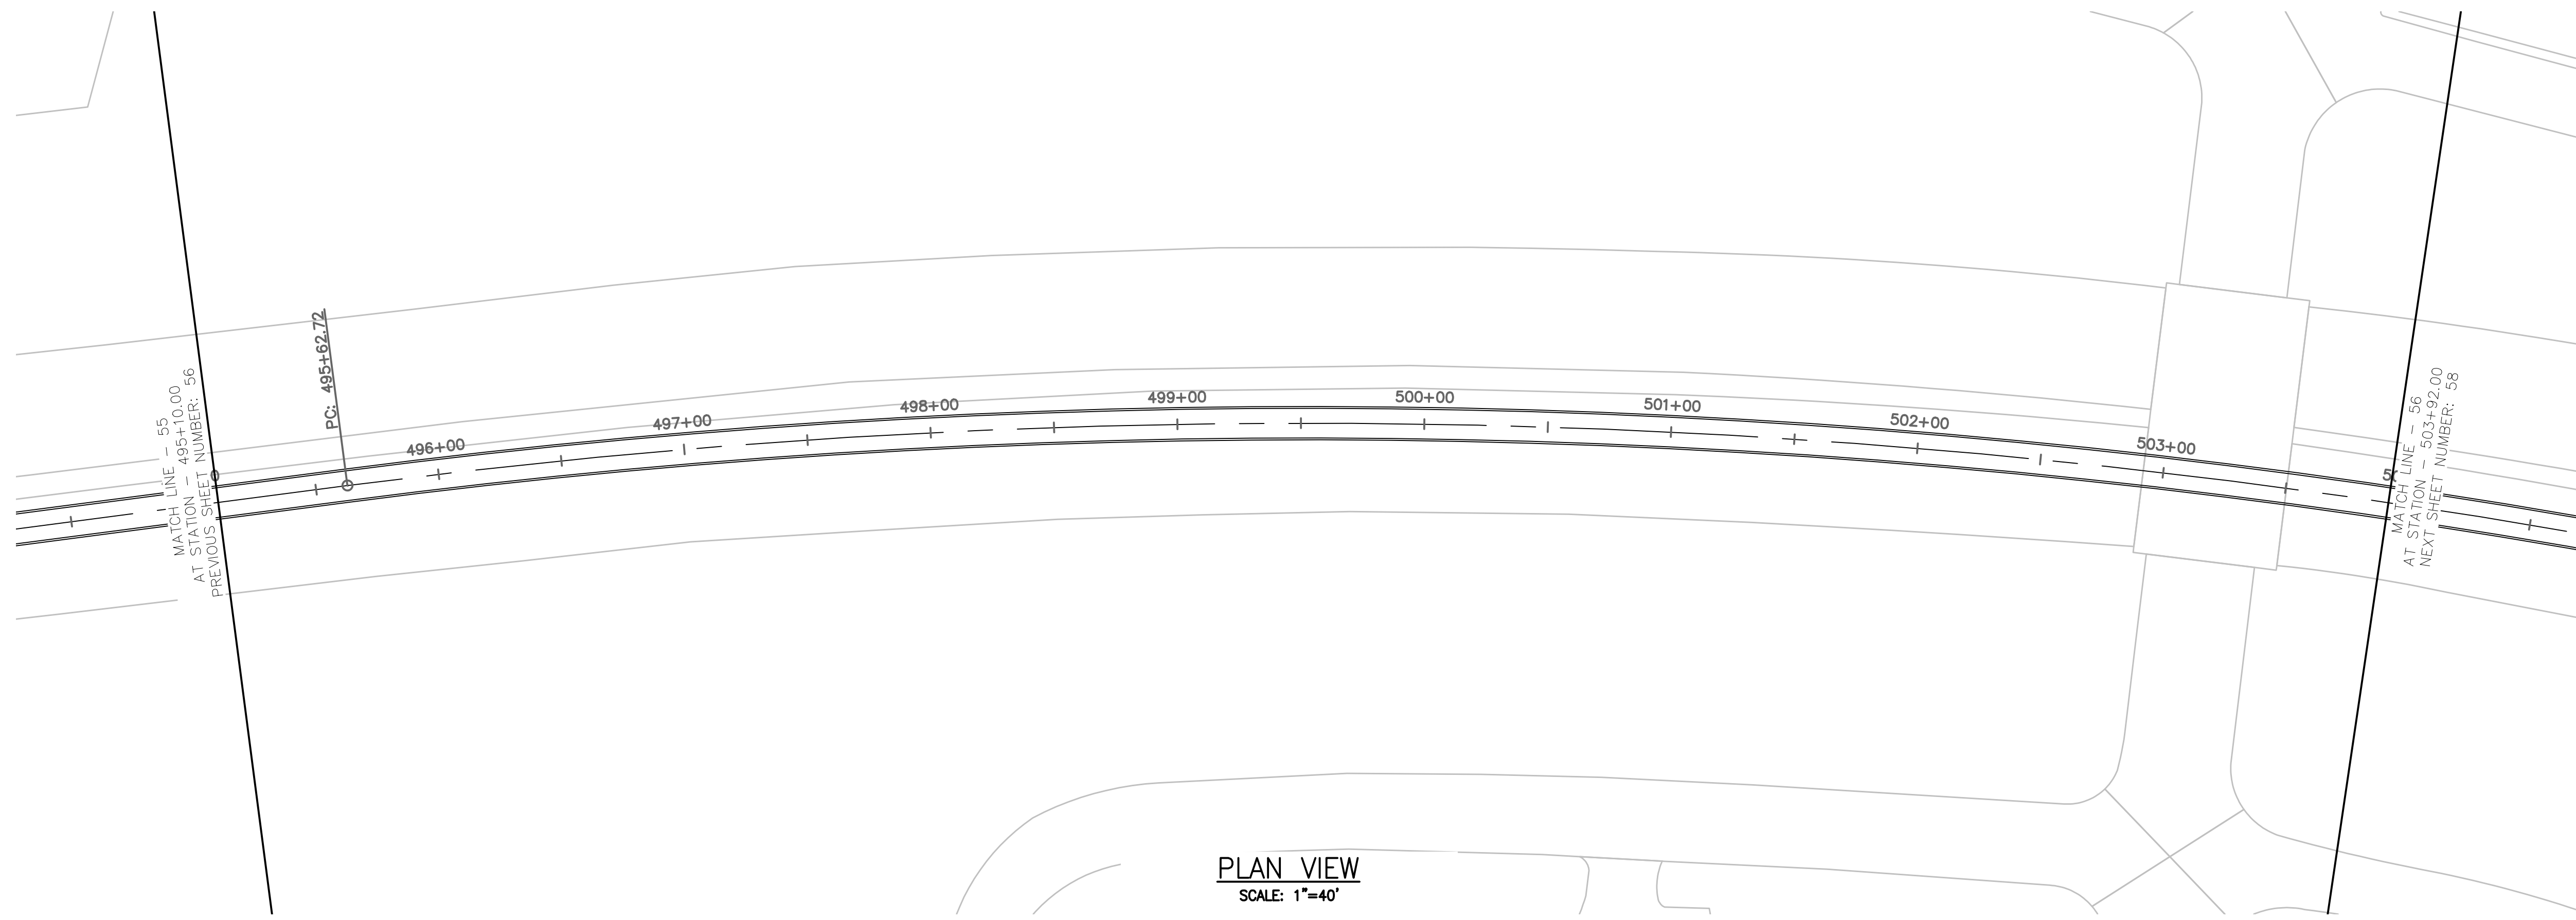 MATCH LINE - 55
AT STATION - 495+10.00
PREVIOUS SHEET NUMBER: 56
0
PC: 495+62.72
496+00
497+00
498+00
499+00
500+00
501+00
502+00
503+00
MATCH LINE - 56
AT STATION - 503+92.00
NEXT SHEET NUMBER: 58
PLAN VIEW
SCALE: 1"=40'